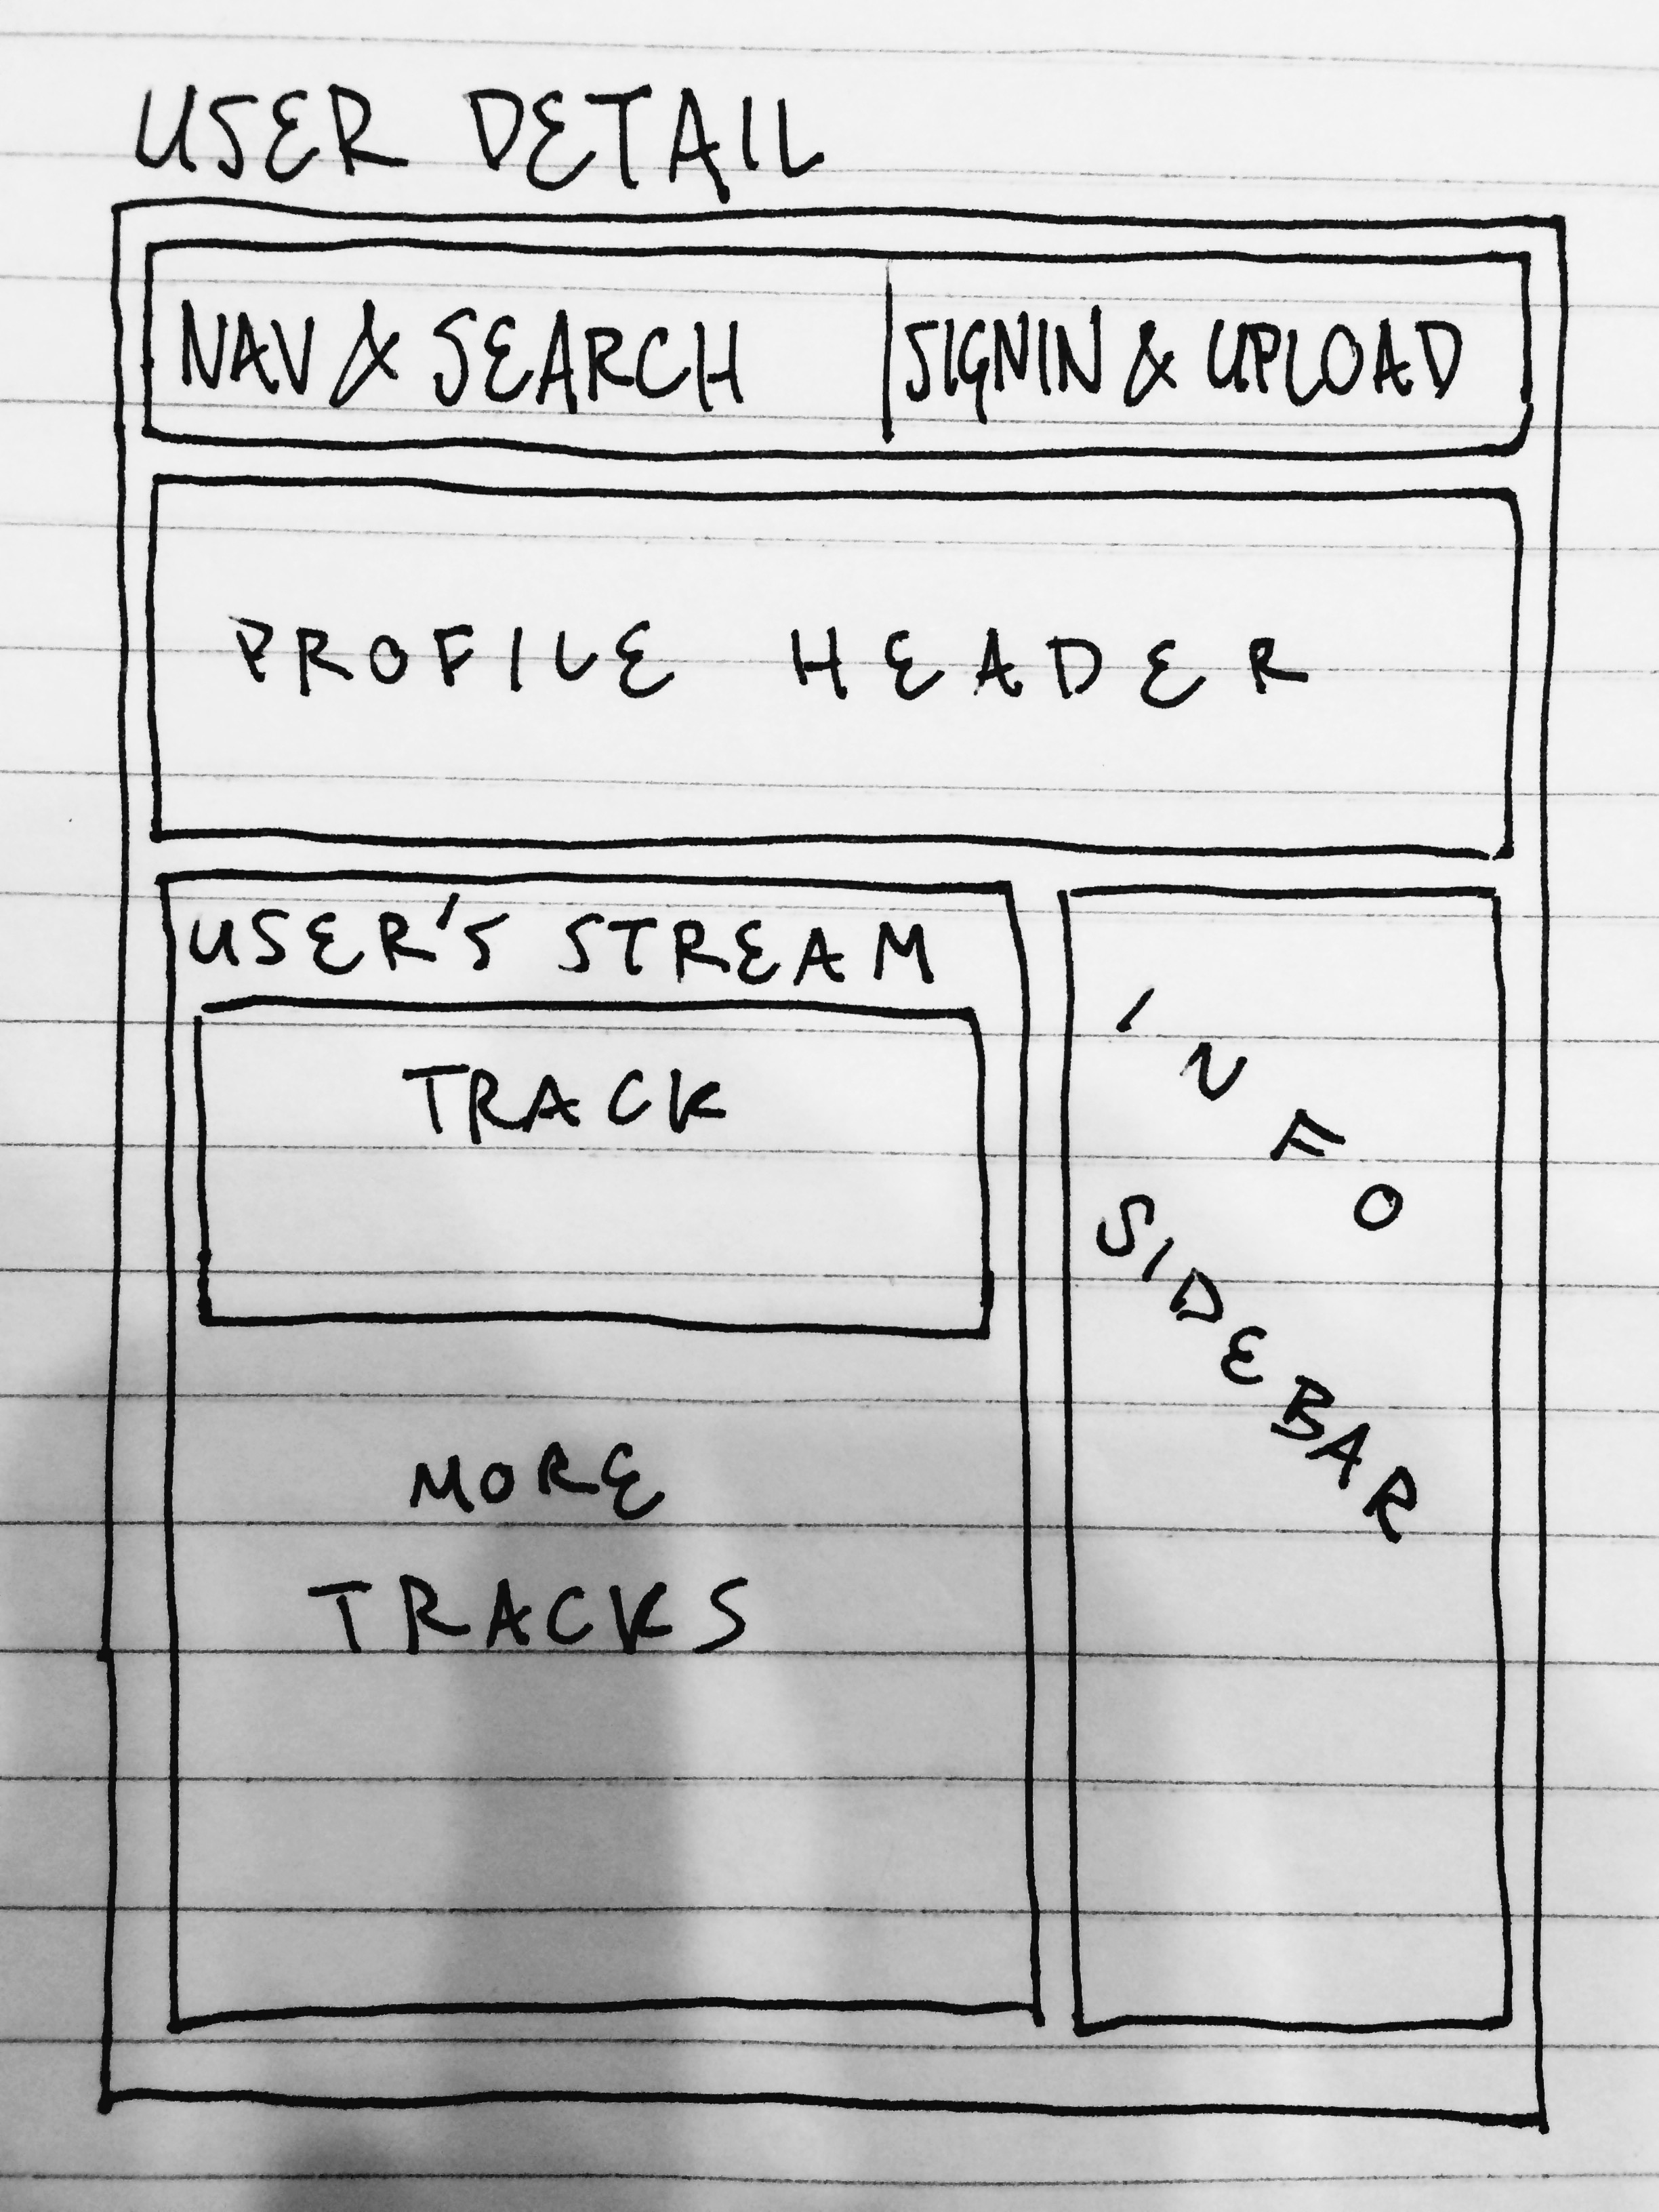 USER DETAIL
NAV & SEARCH
SIGNIN & UPLOAD
PROFILE HEADER
USER'S STREAM
TRACK
MORE
TRACKS
INFO
SIDEBAR